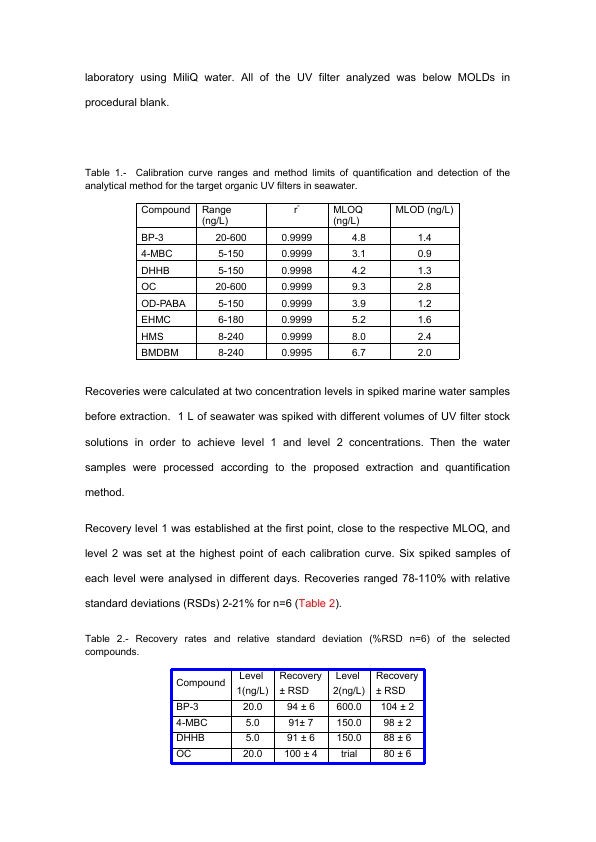 laboratory using MiliQ water. All of the UV filter analyzed was below MOLDs in
procedural blank.
Table 1.- Calibration curve ranges and method limits of quantification and detection of the
analytical method for the target organic UV filters in seawater.
Compound Range (ng/L) r² MLOQ (ng/L) MLOD (ng/L)
BP-3 20-600 0.9999 4.8 1.4
4-MBC 5-150 0.9999 3.1 0.9
DHHB 5-150 0.9998 4.2 1.3
OC 20-600 0.9999 9.3 2.8
OD-PABA 5-150 0.9999 3.9 1.2
EHMC 6-180 0.9999 5.2 1.6
HMS 8-240 0.9999 8.0 2.4
BMDBM 8-240 0.9995 6.7 2.0
Recoveries were calculated at two concentration levels in spiked marine water samples
before extraction. 1 L of seawater was spiked with different volumes of UV filter stock
solutions in order to achieve level 1 and level 2 concentrations. Then the water
samples were processed according to the proposed extraction and quantification
method.
Recovery level 1 was established at the first point, close to the respective MLOQ, and
level 2 was set at the highest point of each calibration curve. Six spiked samples of
each level were analysed in different days. Recoveries ranged 78-110% with relative
standard deviations (RSDs) 2-21% for n=6 (Table 2).
Table 2.- Recovery rates and relative standard deviation (%RSD n=6) of the selected
compounds.
Compound Level 1(ng/L) Recovery ± RSD Level 2(ng/L) Recovery ± RSD
BP-3 20.0 94 ± 6 600.0 104 ± 2
4-MBC 5.0 91± 7 150.0 98 ± 2
DHHB 5.0 91 ± 6 150.0 88 ± 6
OC 20.0 100 ± 4 trial 80 ± 6